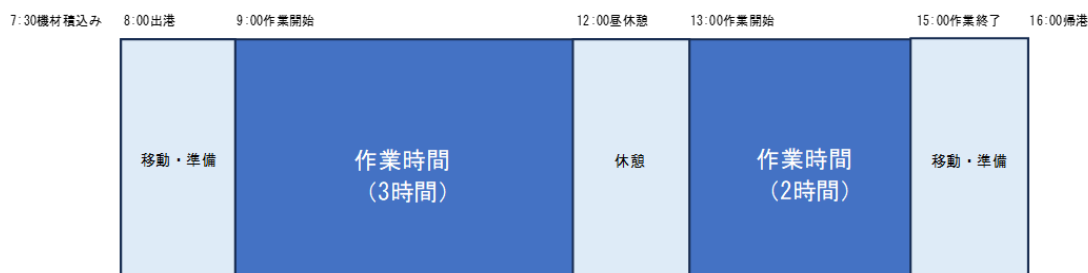 7:30機材積込み 8:00出港 9:00作業開始 12:00昼休憩 13:00作業開始 15:00作業終了 16:00帰港
移動・準備
作業時間
(3時間)
休憩
作業時間
(2時間)
移動・準備